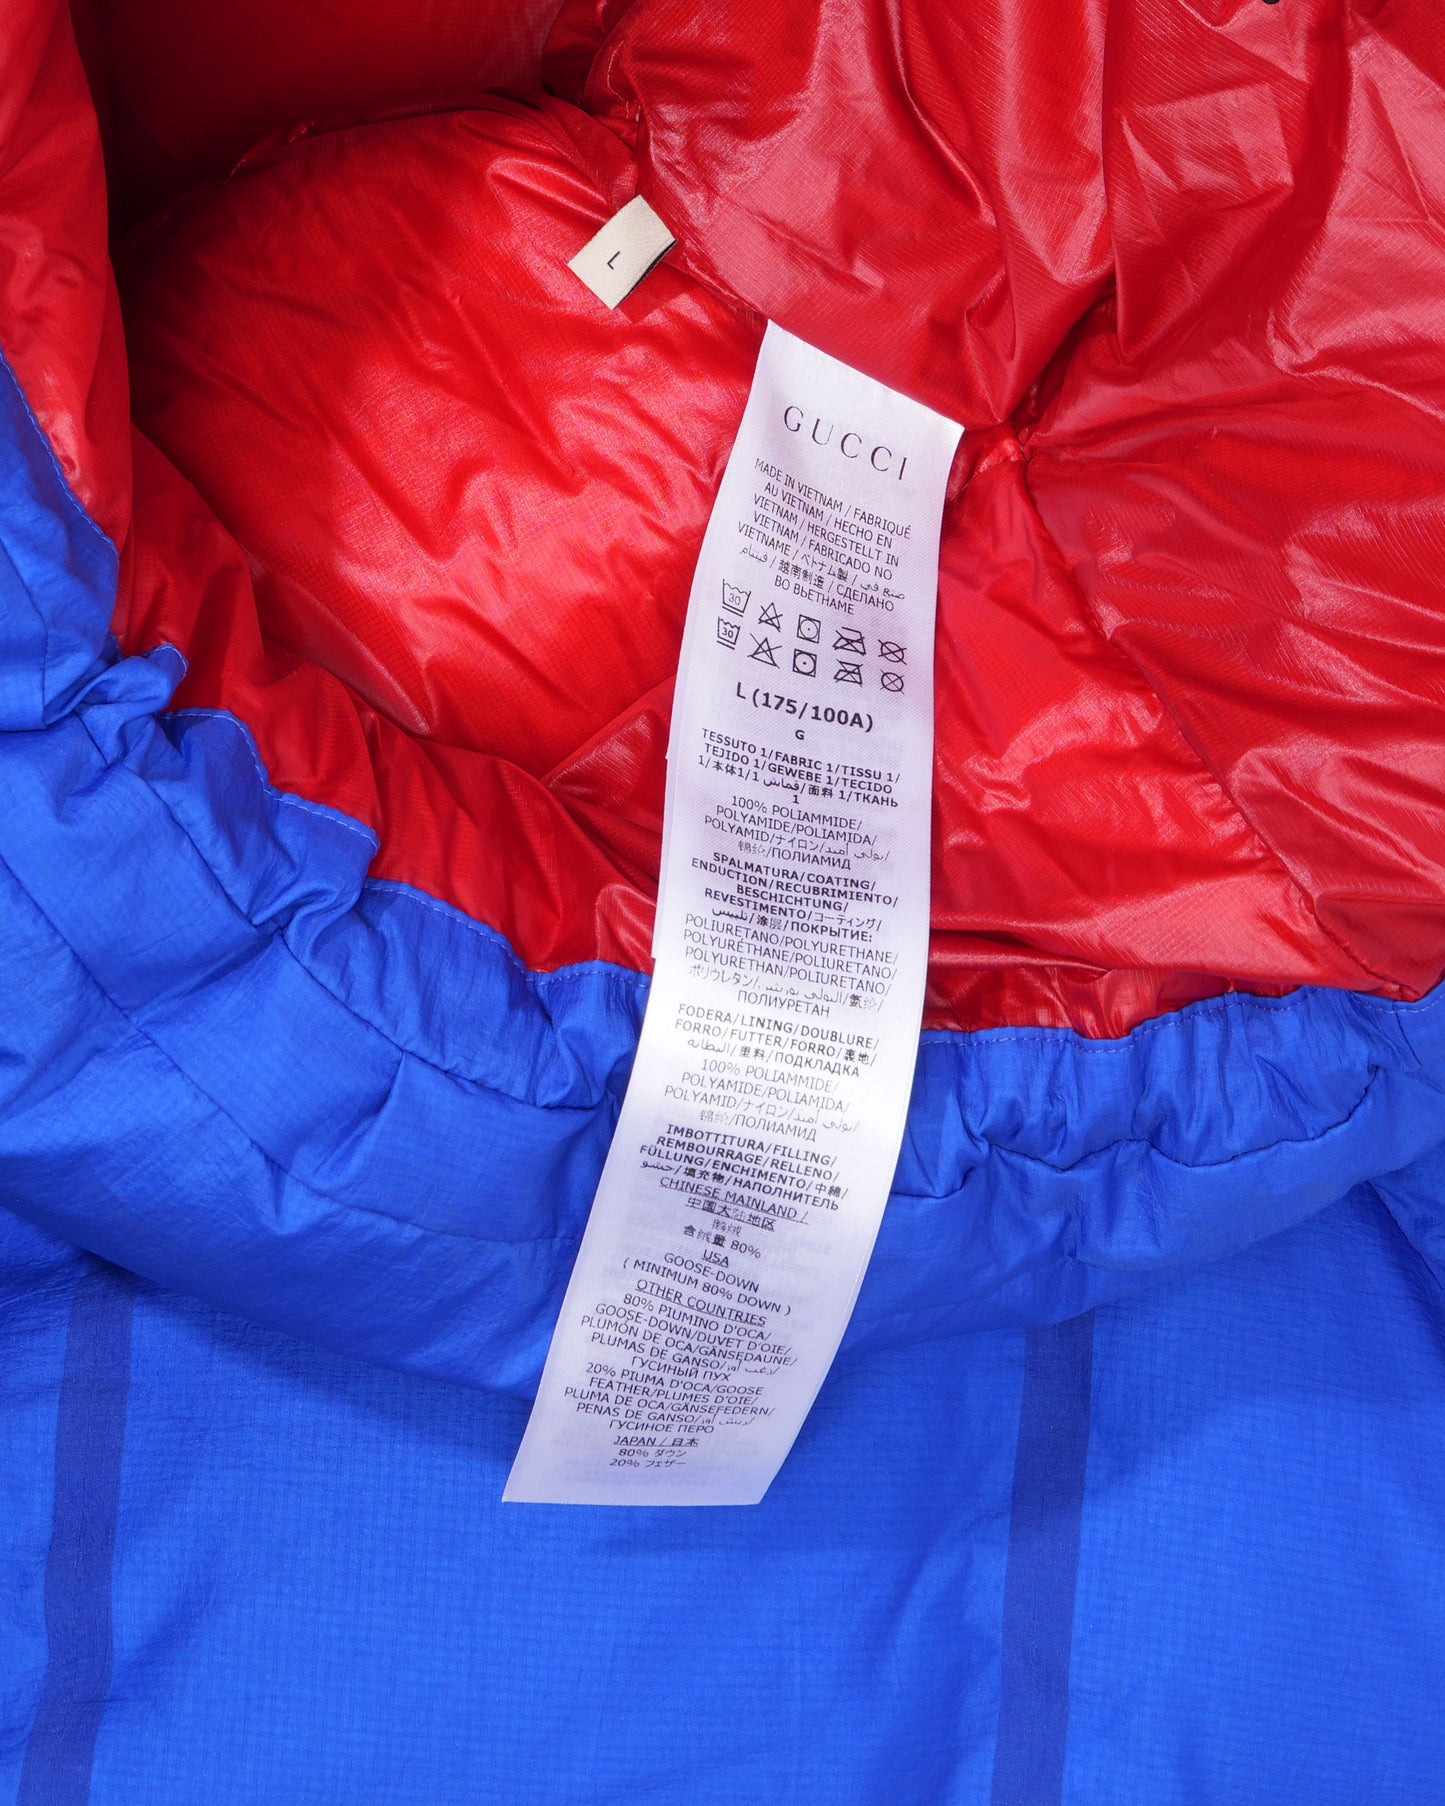 L
GUCCI
MADE IN VIETNAM / FABRIQUÉ
AU VIETNAM / HECHO EN
VIETNAM / HERGESTELLT IN
VIETNAM / FABRICADO NO
VIETNAME / ベトナム製 / صنع في
فيتنام / 越南制造 / СДЕЛАНО
ВО ВЬЕТНАМЕ
30
30
L (175/100A)
G
TESSUTO 1/FABRIC 1/TISSU 1/
TEJIDO 1/GEWEBE 1/TECIDO
1/本体1/قماش 1/面料 1/ТКАНЬ
1
100% POLIAMMIDE/
POLYAMIDE/POLIAMIDA/
POLYAMID/ナイロン/بولي أميد/
锦纶/ПОЛИАМИД
SPALMATURA/COATING/
ENDUCTION/RECUBRIMIENTO/
BESCHICHTUNG/
REVESTIMENTO/コーティング/
تلبيس/涂层/ПОКРЫТИЕ:
POLIURETANO/POLYURETHANE/
POLYURÉTHANE/POLIURETANO/
POLYURETHAN/POLIURETANO/
ポリウレタン/البولي يوريثين/氨纶/
ПОЛИУРЕТАН
FODERA/LINING/DOUBLURE/
FORRO/FUTTER/FORRO/裏地/
البطانة/里料/ПОДКЛАДКА
100% POLIAMMIDE/
POLYAMIDE/POLIAMIDA/
POLYAMID/ナイロン/بولي أميد/
锦纶/ПОЛИАМИД
IMBOTTITURA/FILLING/
REMBOURRAGE/RELLENO/
FÜLLUNG/ENCHIMENTO/中綿/
حشو/填充物/НАПОЛНИТЕЛЬ
CHINESE MAINLAND /
中國大陆地区
鹅绒
含绒量 80%
USA
GOOSE-DOWN
( MINIMUM 80% DOWN )
OTHER COUNTRIES
80% PIUMINO D'OCA/
GOOSE-DOWN/DUVET D'OIE/
PLUMÓN DE OCA/GÄNSEDAUNE/
PLUMAS DE GANSO/
ГУСИНЫЙ ПУХ
20% PIUMA D'OCA/GOOSE
FEATHER/PLUMES D'OIE/
PLUMA DE OCA/GÄNSEFEDERN/
PENAS DE GANSO/
ГУСИНОЕ ПЕРО
JAPAN / 日本
80% ダウン
20% フェザー